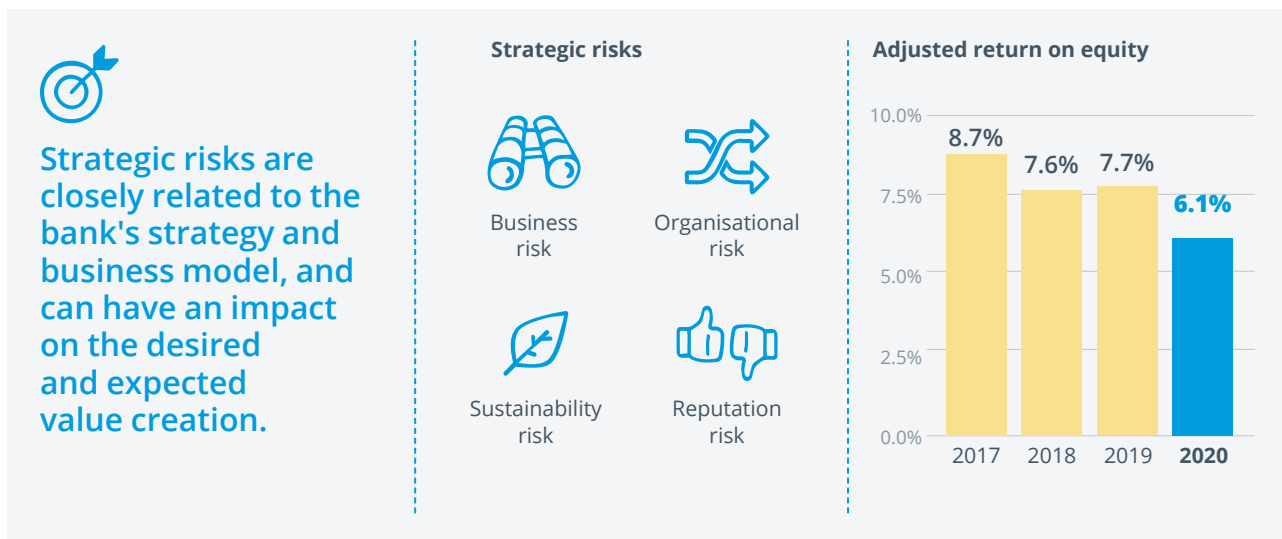 Strategic risks are
closely related to the
bank's strategy and
business model, and
can have an impact
on the desired
and expected
value creation.
Strategic risks
Business
risk
Organisational
risk
Sustainability
risk
Reputation
risk
Adjusted return on equity
10.0%
7.5%
5.0%
2.5%
0.0%
8.7%
7.6%
7.7%
6.1%
2017
2018
2019
2020